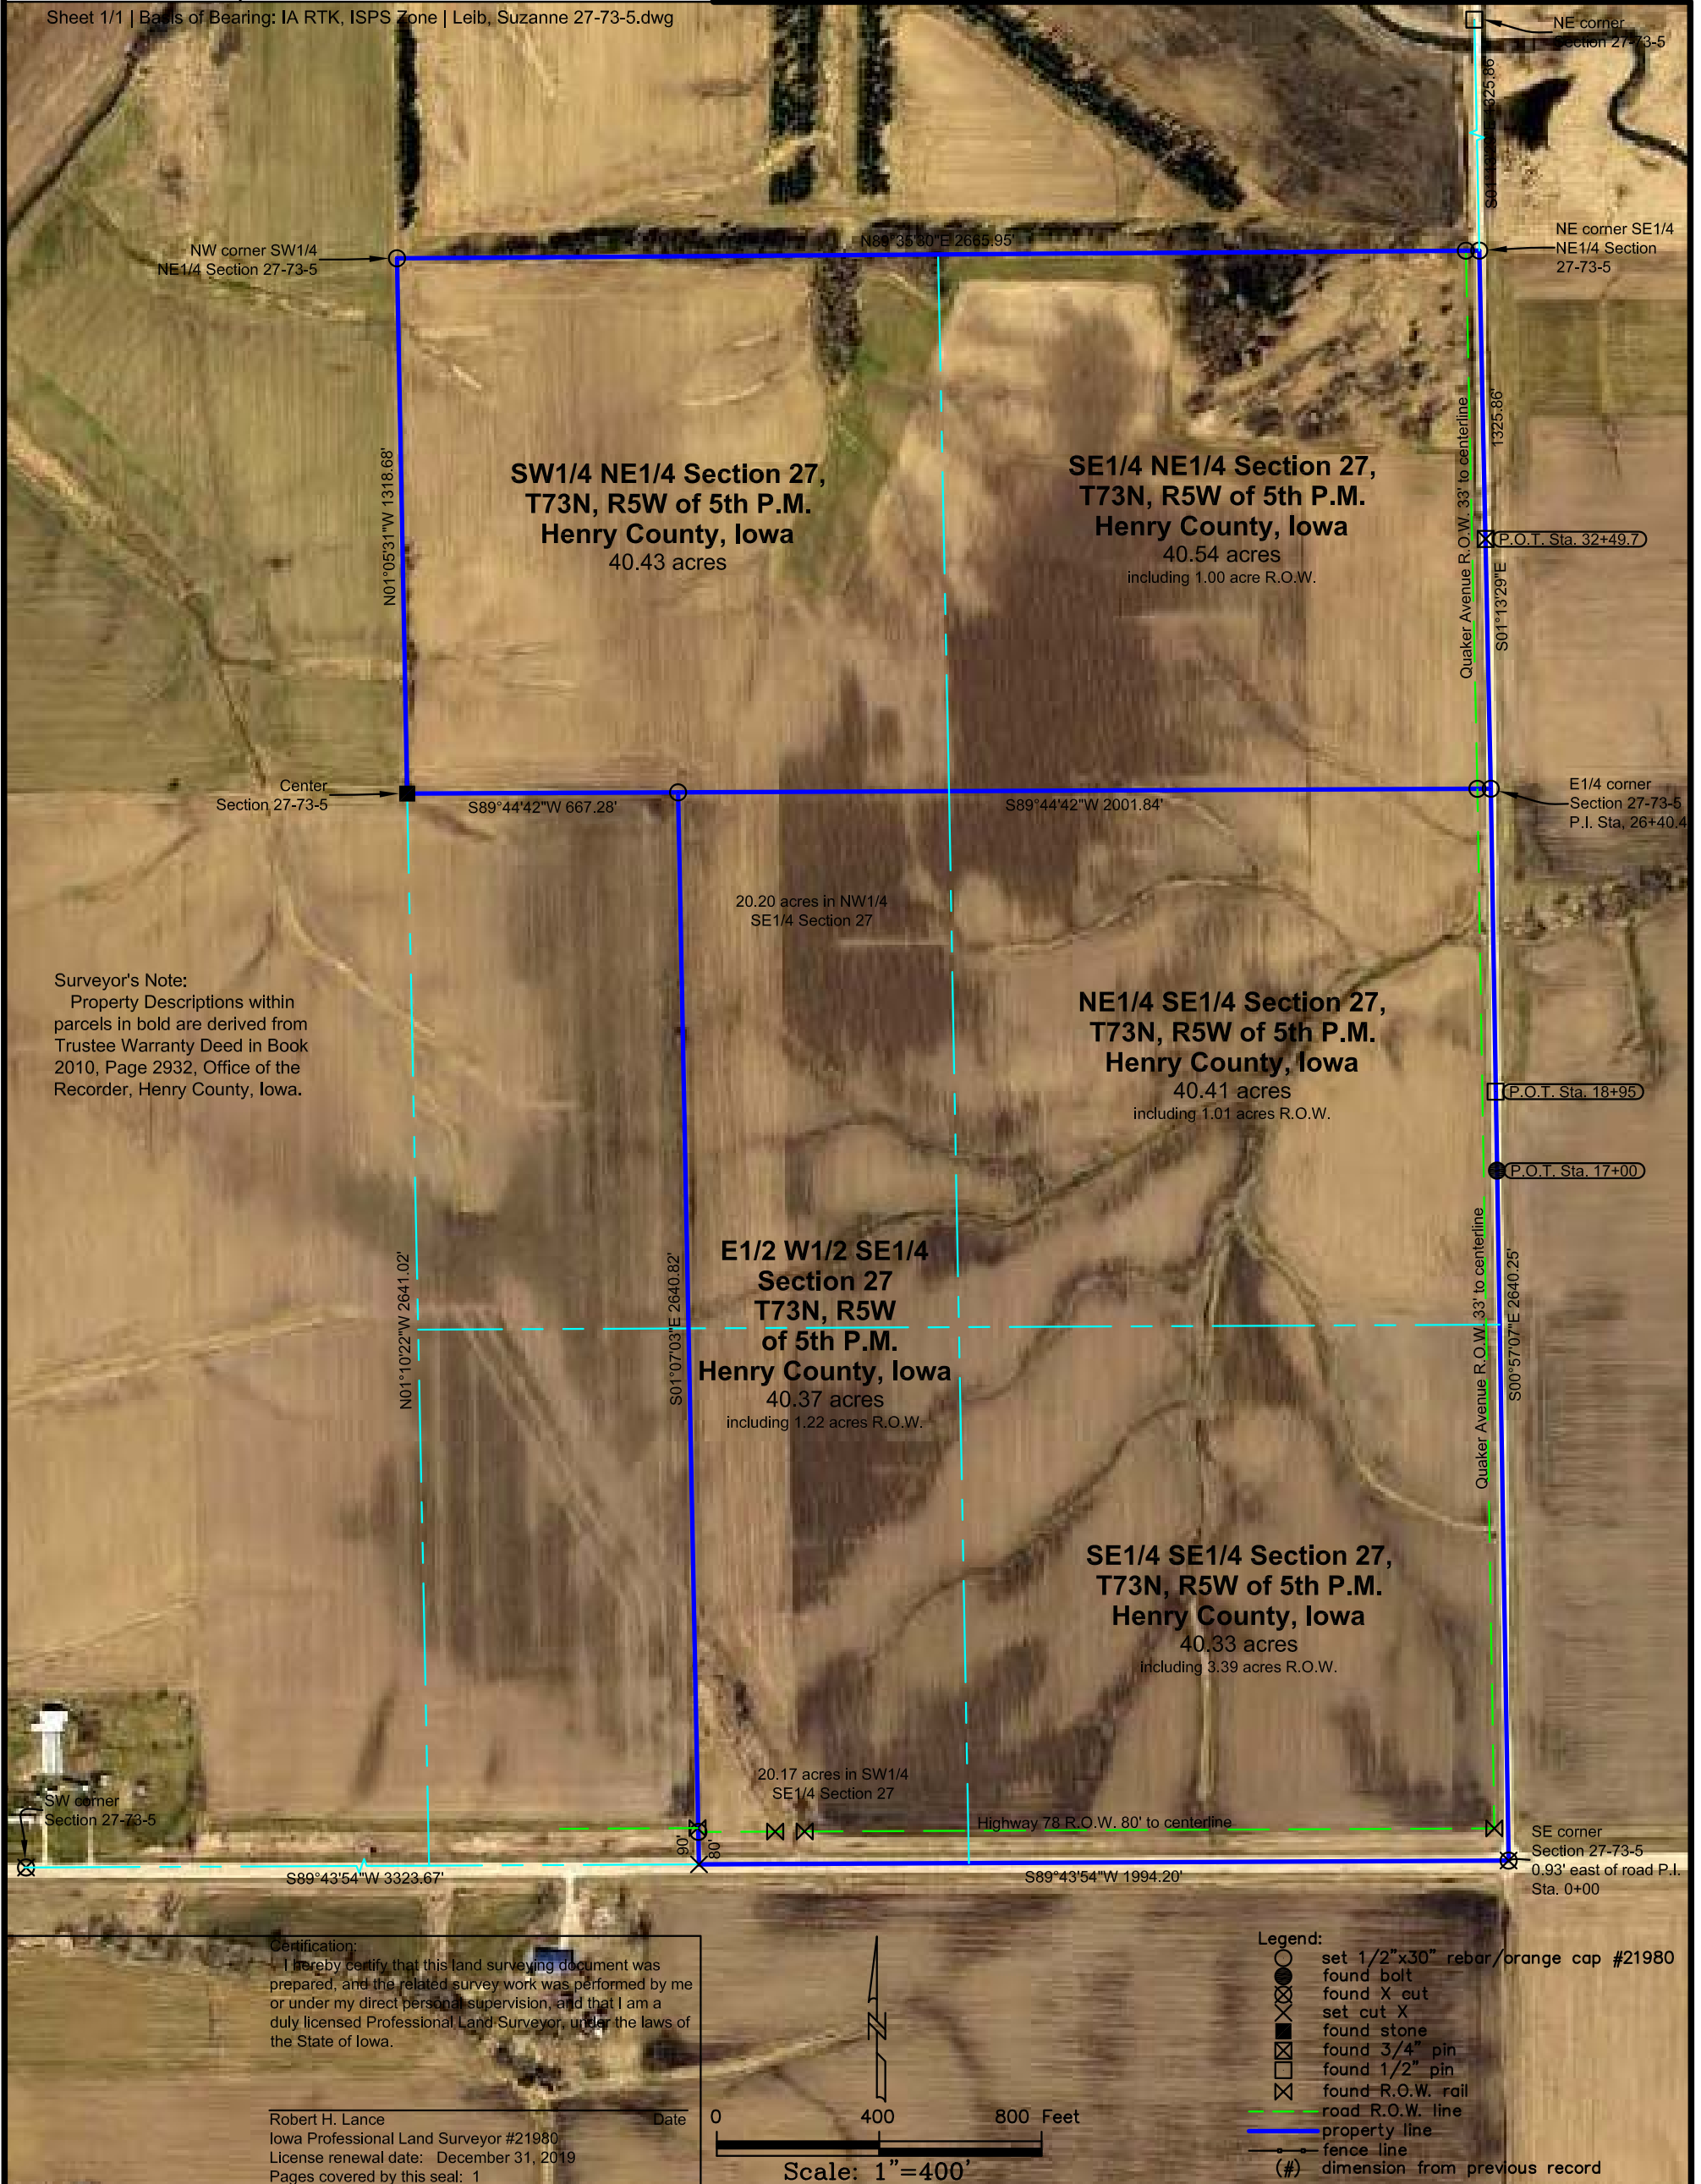 Sheet 1/1 | Basis of Bearing: IA RTK, ISPS Zone | Leib, Suzanne 27-73-5.dwg
NE corner
Section 27-73-5
1325.86'
NW corner SW1/4
NE1/4 Section 27-73-5
N89°35'30"E 2665.95'
NE corner SE1/4
NE1/4 Section
27-73-5
N01°05'31"W 1318.68'
SW1/4 NE1/4 Section 27,
T73N, R5W of 5th P.M.
Henry County, Iowa
40.43 acres
SE1/4 NE1/4 Section 27,
T73N, R5W of 5th P.M.
Henry County, Iowa
40.54 acres
including 1.00 acre R.O.W.
Quaker Avenue R.O.W. 33' to centerline
1325.86'
P.O.T. Sta. 32+49.7
S01°13'29"E
Center
Section 27-73-5
S89°44'42"W 667.28'
S89°44'42"W 2001.84'
E1/4 corner
Section 27-73-5
P.I. Sta, 26+40.4
20.20 acres in NW1/4
SE1/4 Section 27
Surveyor's Note:
Property Descriptions within
parcels in bold are derived from
Trustee Warranty Deed in Book
2010, Page 2932, Office of the
Recorder, Henry County, Iowa.
NE1/4 SE1/4 Section 27,
T73N, R5W of 5th P.M.
Henry County, Iowa
40.41 acres
including 1.01 acres R.O.W.
P.O.T. Sta. 18+95
P.O.T. Sta. 17+00
N01°10'22"W 2641.02'
S01°07'03"E 2640.82'
E1/2 W1/2 SE1/4
Section 27
T73N, R5W
of 5th P.M.
Henry County, Iowa
40.37 acres
including 1.22 acres R.O.W.
Quaker Avenue R.O.W. 33' to centerline
S00°57'07"E 2640.25'
SE1/4 SE1/4 Section 27,
T73N, R5W of 5th P.M.
Henry County, Iowa
40.33 acres
including 3.39 acres R.O.W.
20.17 acres in SW1/4
SE1/4 Section 27
SW corner
Section 27-73-5
90'
80'
Highway 78 R.O.W. 80' to centerline
S89°43'54"W 3323.67'
S89°43'54"W 1994.20'
SE corner
Section 27-73-5
0.93' east of road P.I.
Sta. 0+00
Certification:
I hereby certify that this land surveying document was
prepared, and the related survey work was performed by me
or under my direct personal supervision, and that I am a
duly licensed Professional Land Surveyor, under the laws of
the State of Iowa.
Robert H. Lance Date
Iowa Professional Land Surveyor #21980
License renewal date: December 31, 2019
Pages covered by this seal: 1
N
0 400 800 Feet
Scale: 1"=400'
Legend:
set 1/2"x30" rebar/orange cap #21980
found bolt
found X cut
set cut X
found stone
found 3/4" pin
found 1/2" pin
found R.O.W. rail
road R.O.W. line
property line
fence line
(#) dimension from previous record